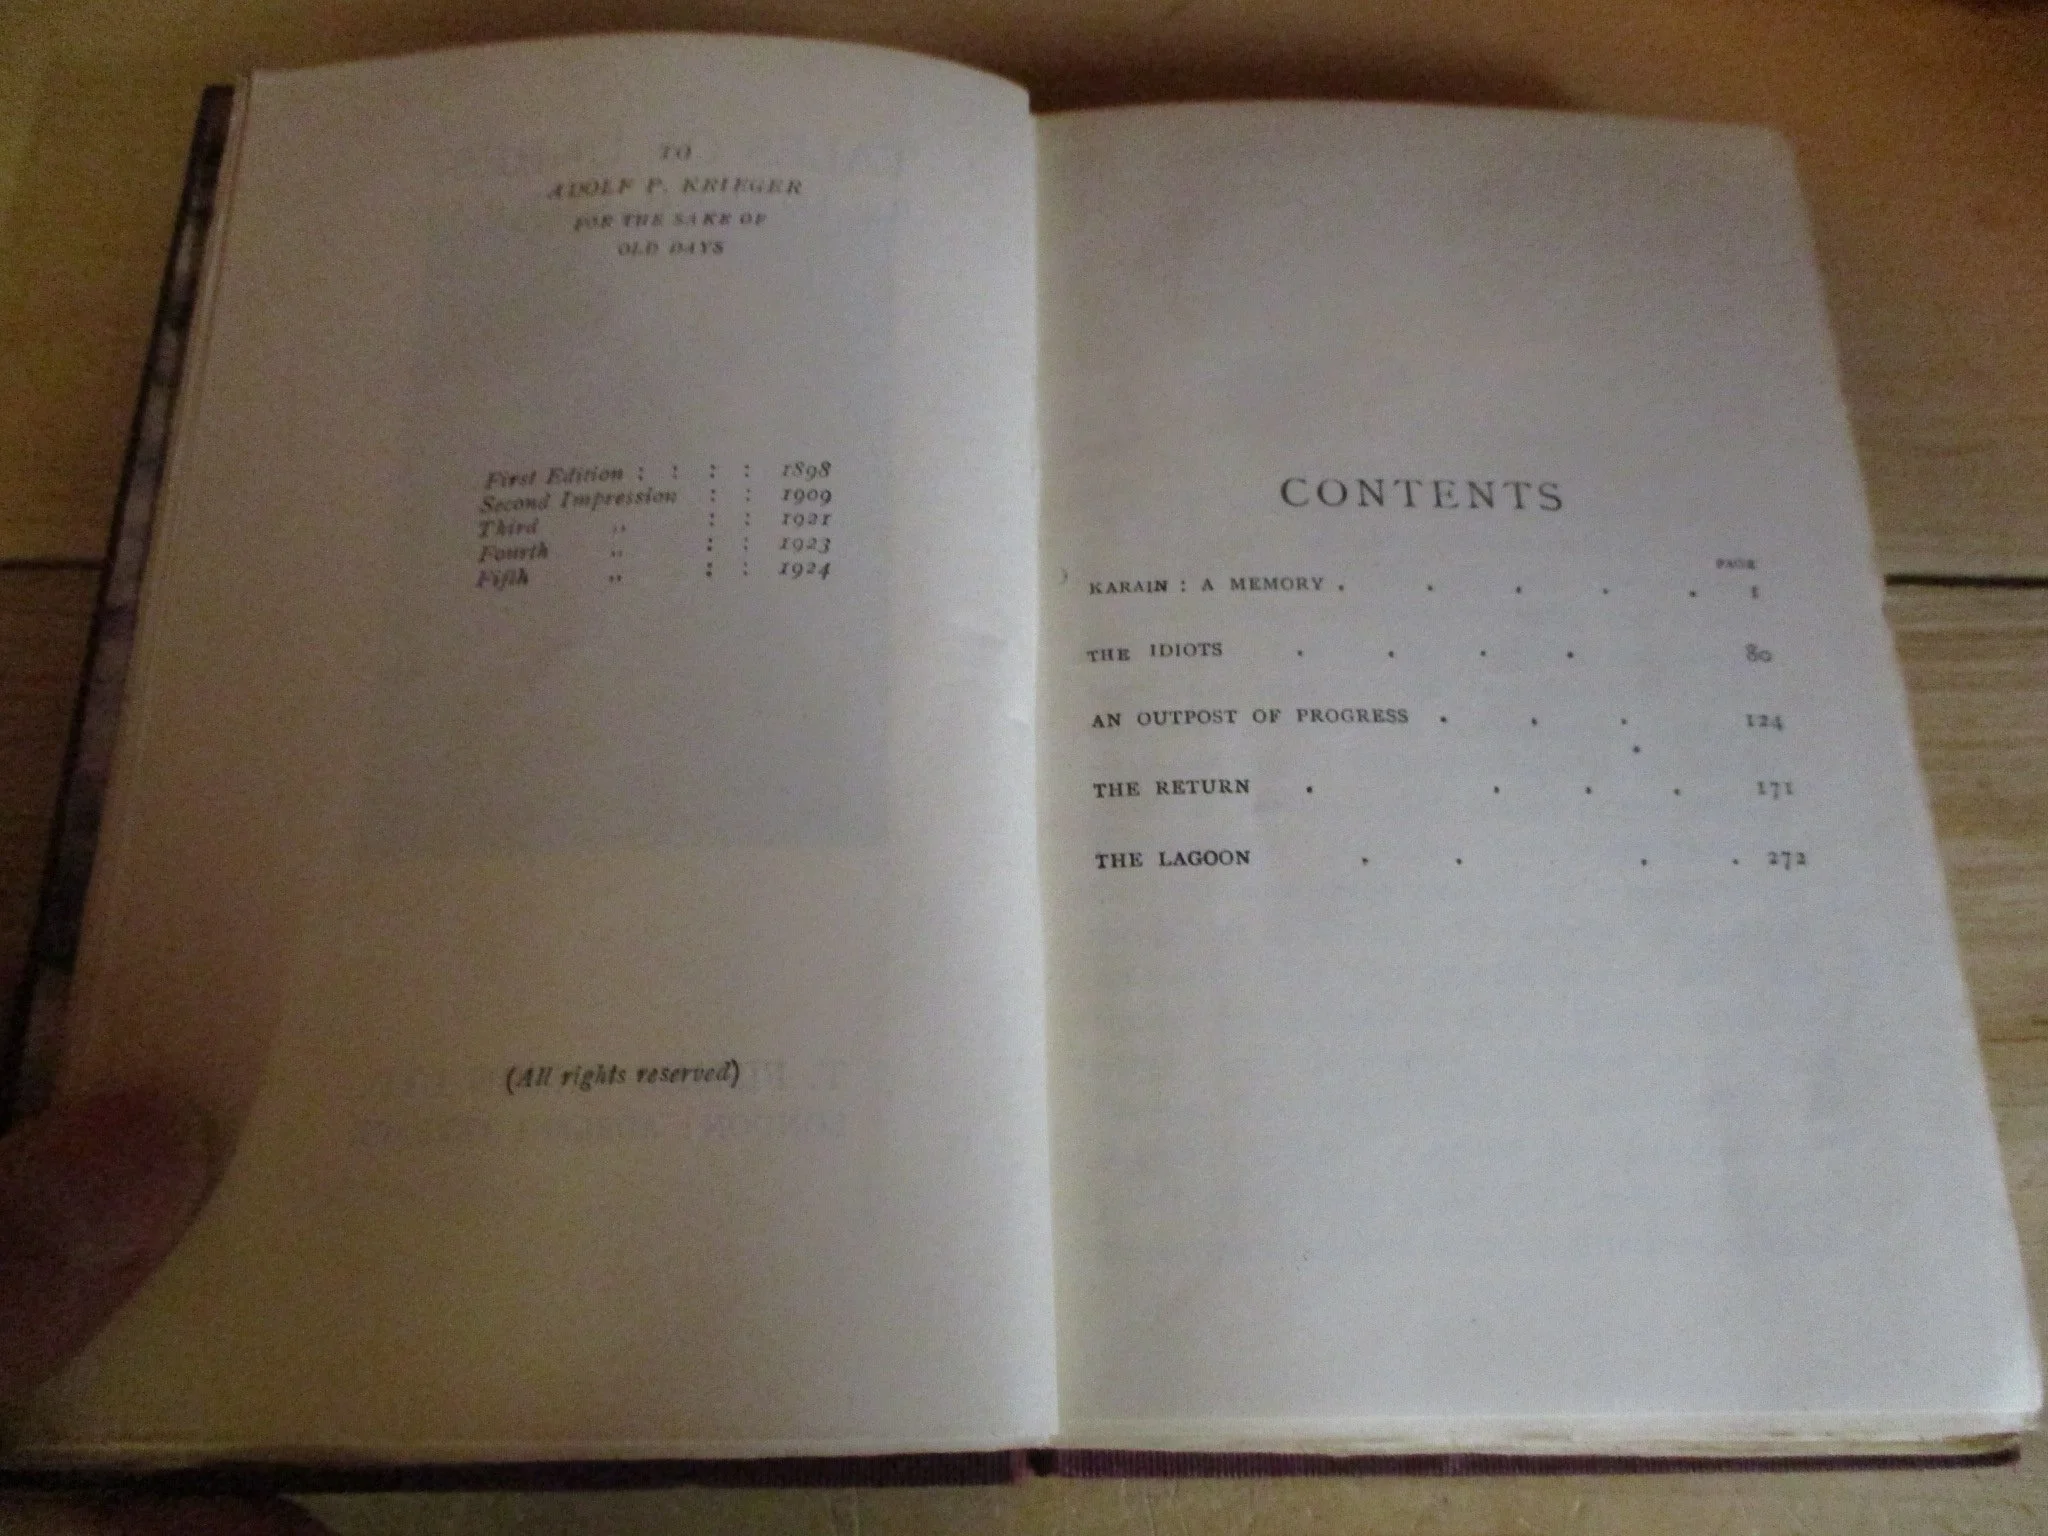 TO
ADOLF P. KRIEGER
FOR THE SAKE OF
OLD DAYS
First Edition : : : : 1898
Second Impression : : 1909
Third „ : : 1921
Fourth „ : : 1923
Fifth „ : : 1924
(All rights reserved)
CONTENTS
PAGE
KARAIN : A MEMORY . . . . . 1
THE IDIOTS . . . . 80
AN OUTPOST OF PROGRESS . . . . 124
THE RETURN . . . . 171
THE LAGOON . . . . 272